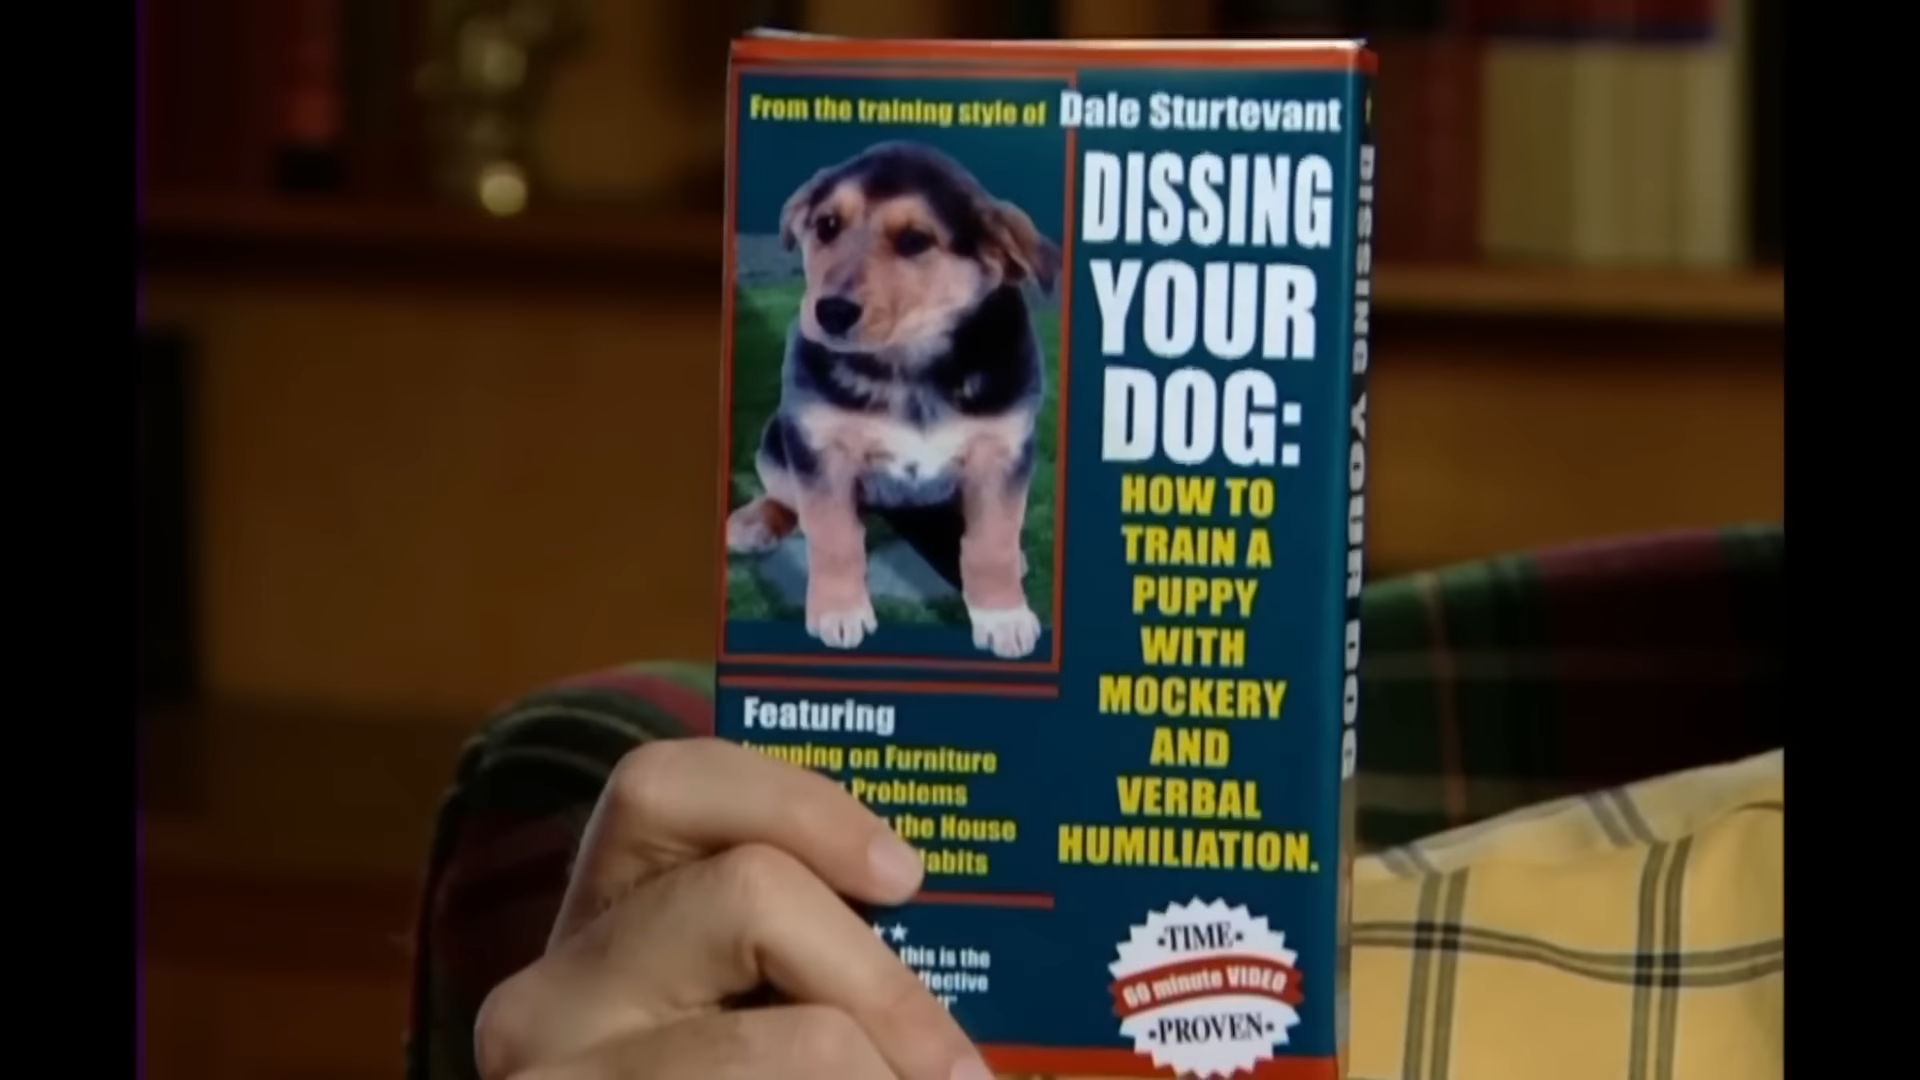 From the training style of Dale Sturtevant
DISSING
YOUR
DOG:
HOW TO
TRAIN A
PUPPY
WITH
MOCKERY
AND
VERBAL
HUMILIATION.
Featuring
Jumping on Furniture
Problems
the House
Habits
this is the
TIME
60 minute VIDEO
PROVEN
DISSING YOUR DOG